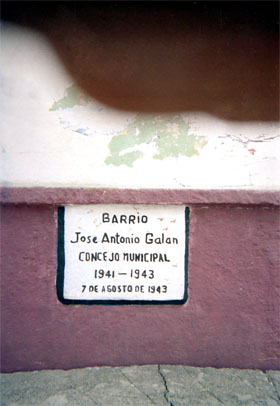 BARRIO
Jose Antonio Galan
CONCEJO MUNICIPAL
1941-1943
7 DE AGOSTO DE 1943